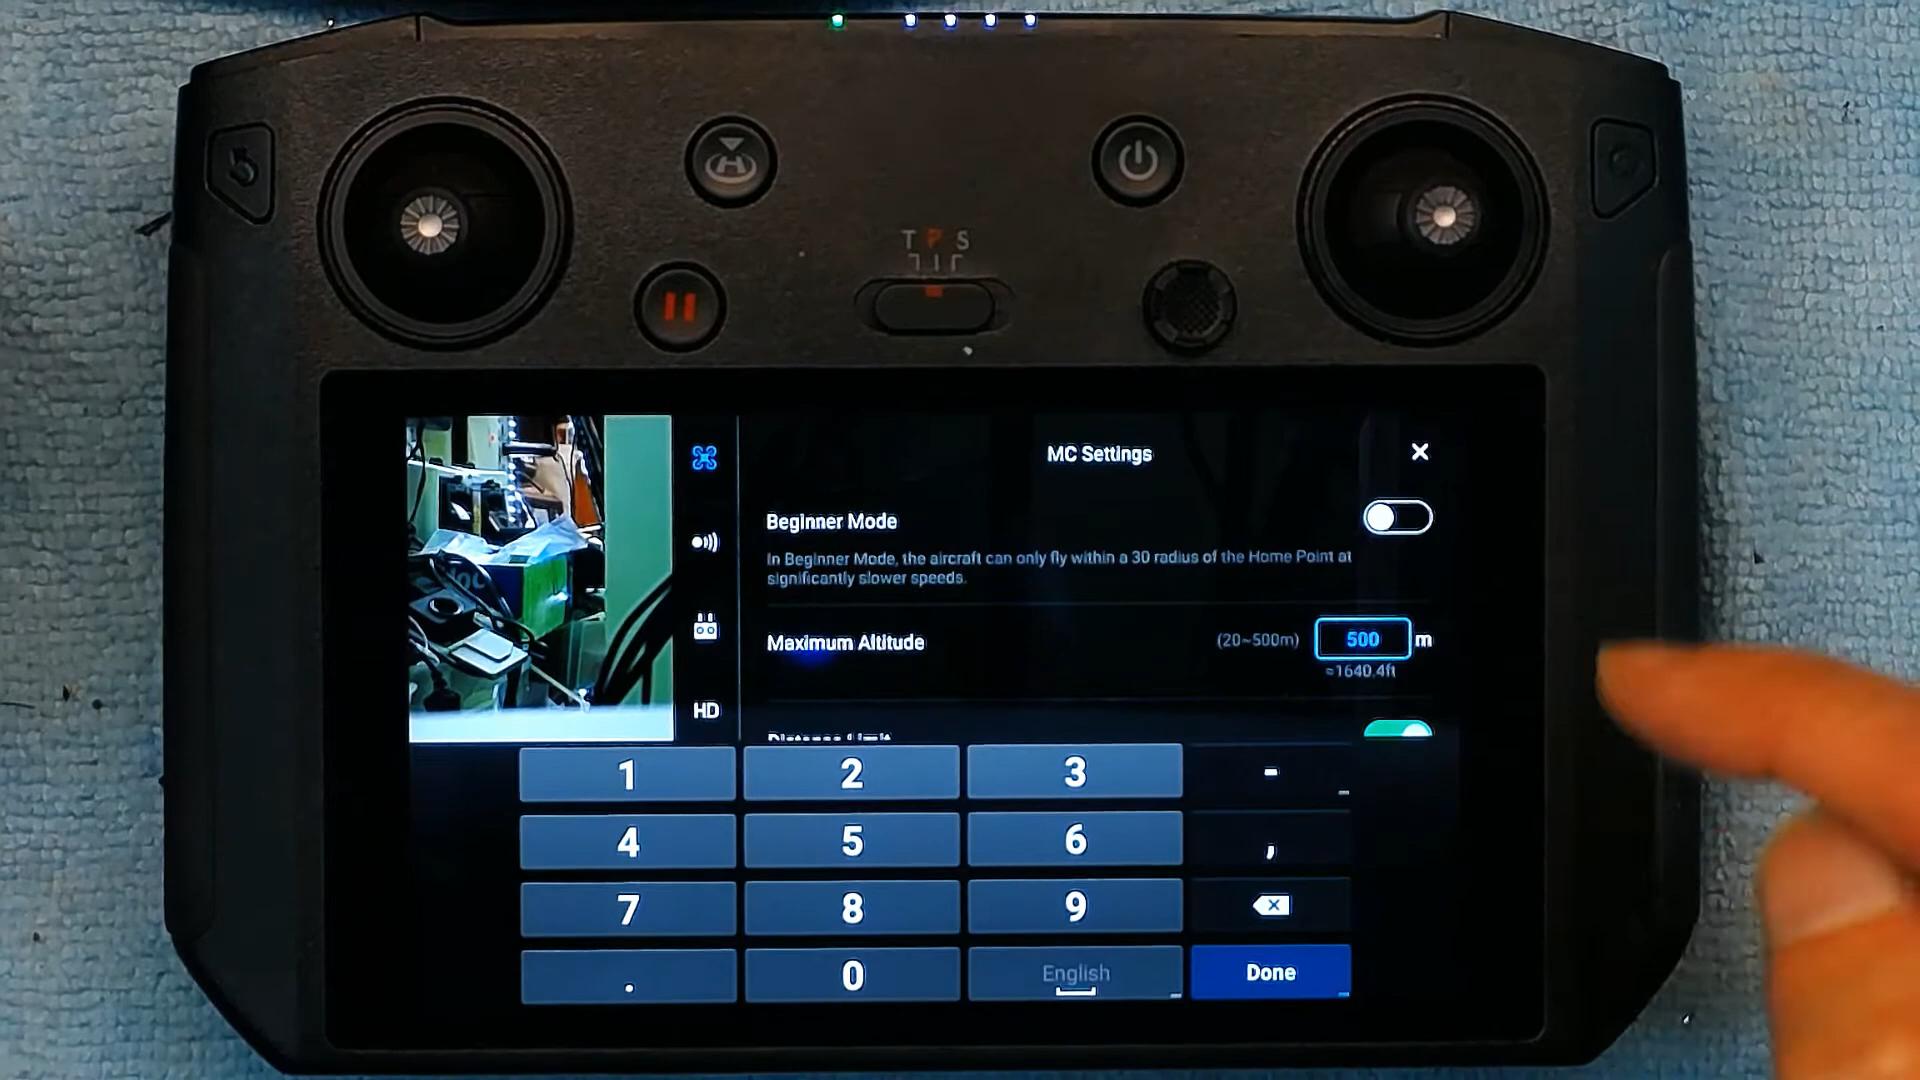 T P S
MC Settings
Beginner Mode
In Beginner Mode, the aircraft can only fly within a 30 radius of the Home Point at
significantly slower speeds.
Maximum Altitude (20~500m) 500 m
≈1640.4ft
HD
Distance Limit
1 2 3 -
4 5 6 ,
7 8 9
. 0 English Done